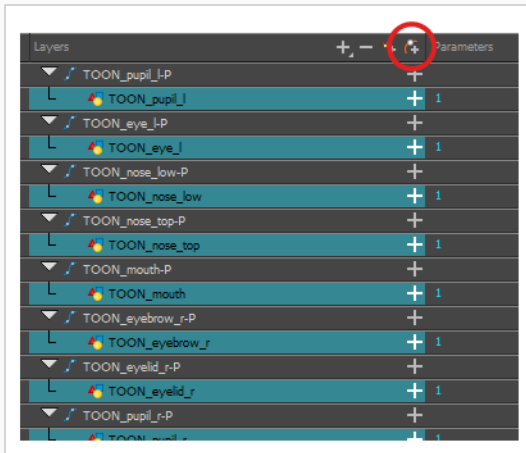 Layers Parameters
TOON_pupil_l-P
TOON_pupil_l 1
TOON_eye_l-P
TOON_eye_l 1
TOON_nose_low-P
TOON_nose_low 1
TOON_nose_top-P
TOON_nose_top 1
TOON_mouth-P
TOON_mouth 1
TOON_eyebrow_r-P
TOON_eyebrow_r 1
TOON_eyelid_r-P
TOON_eyelid_r 1
TOON_pupil_r-P
TOON_pupil_r 1